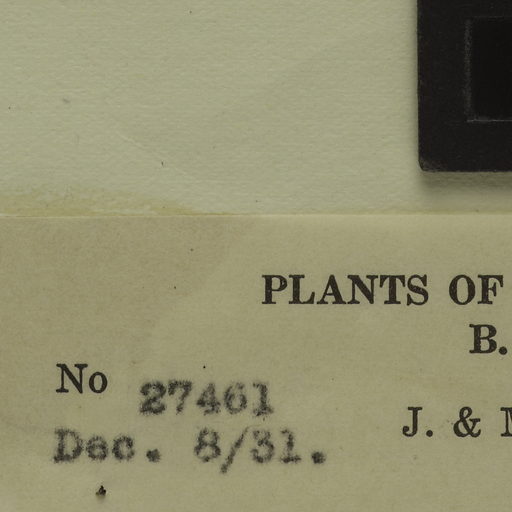 PLANTS OF
B.
No 27461
J. & M
Dec. 8/31.